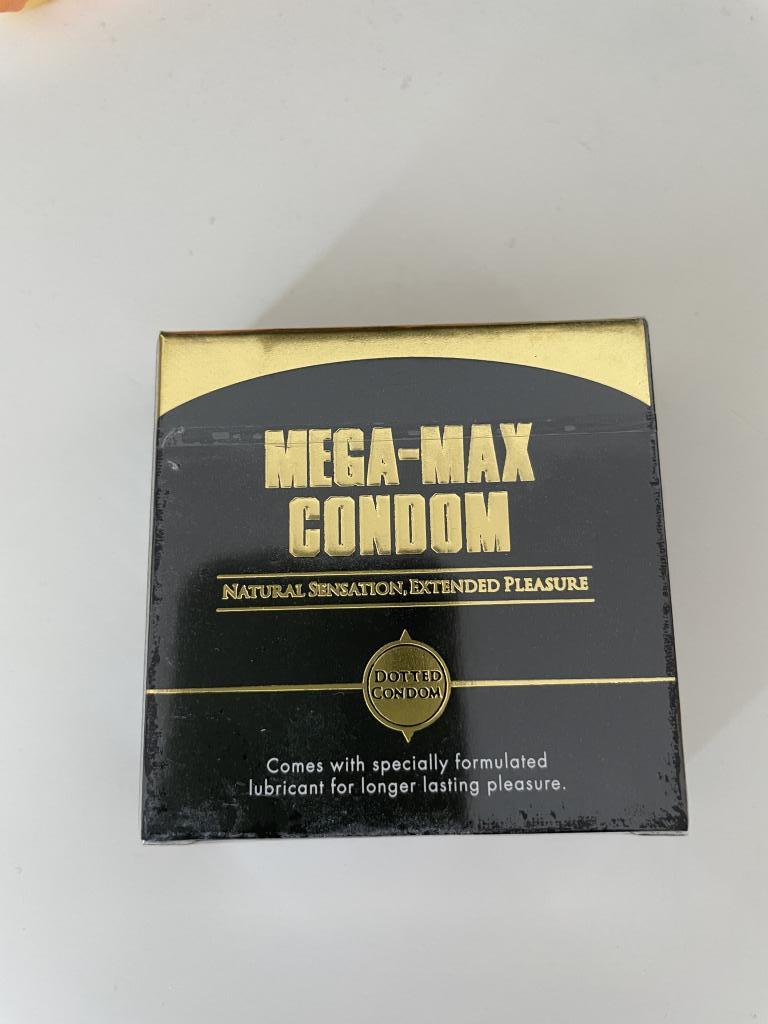 MEGA-MAX
CONDOM
NATURAL SENSATION, EXTENDED PLEASURE
DOTTED
CONDOM
Comes with specially formulated
lubricant for longer lasting pleasure.